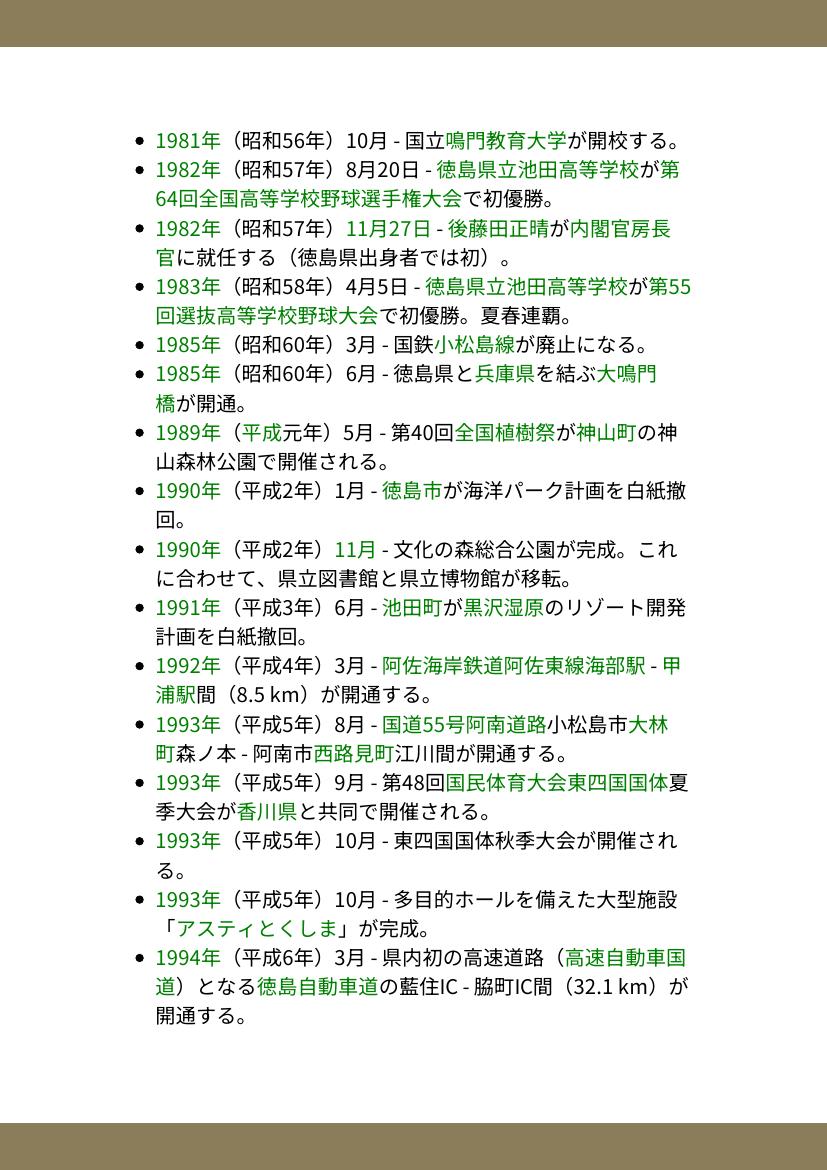 • 1981年（昭和56年）10月 - 国立鳴門教育大学が開校する。
• 1982年（昭和57年）8月20日 - 徳島県立池田高等学校が第
64回全国高等学校野球選手権大会で初優勝。
• 1982年（昭和57年）11月27日 - 後藤田正晴が内閣官房長
官に就任する（徳島県出身者では初）。
• 1983年（昭和58年）4月5日 - 徳島県立池田高等学校が第55
回選抜高等学校野球大会で初優勝。夏春連覇。
• 1985年（昭和60年）3月 - 国鉄小松島線が廃止になる。
• 1985年（昭和60年）6月 - 徳島県と兵庫県を結ぶ大鳴門
橋が開通。
• 1989年（平成元年）5月 - 第40回全国植樹祭が神山町の神
山森林公園で開催される。
• 1990年（平成2年）1月 - 徳島市が海洋パーク計画を白紙撤
回。
• 1990年（平成2年）11月 - 文化の森総合公園が完成。これ
に合わせて、県立図書館と県立博物館が移転。
• 1991年（平成3年）6月 - 池田町が黒沢湿原のリゾート開発
計画を白紙撤回。
• 1992年（平成4年）3月 - 阿佐海岸鉄道阿佐東線海部駅 - 甲
浦駅間（8.5 km）が開通する。
• 1993年（平成5年）8月 - 国道55号阿南道路小松島市大林
町森ノ本 - 阿南市西路見町江川間が開通する。
• 1993年（平成5年）9月 - 第48回国民体育大会東四国国体夏
季大会が香川県と共同で開催される。
• 1993年（平成5年）10月 - 東四国国体秋季大会が開催され
る。
• 1993年（平成5年）10月 - 多目的ホールを備えた大型施設
「アスティとくしま」が完成。
• 1994年（平成6年）3月 - 県内初の高速道路（高速自動車国
道）となる徳島自動車道の藍住IC - 脇町IC間（32.1 km）が
開通する。